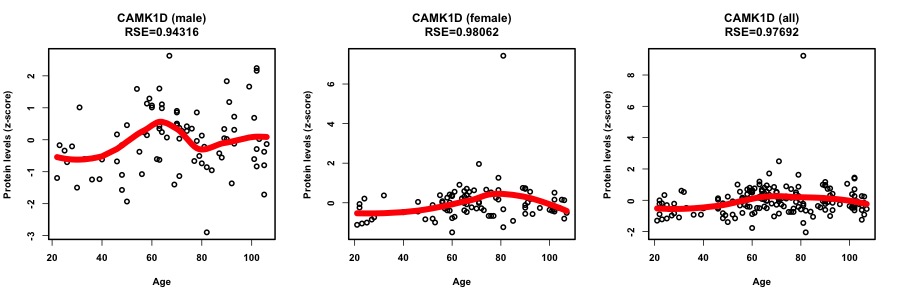 CAMK1D (male)
RSE=0.94316
Protein levels (z-score)
2
1
0
-1
-2
-3
20
40
60
80
100
Age
CAMK1D (female)
RSE=0.98062
Protein levels (z-score)
6
4
2
0
20
40
60
80
100
Age
CAMK1D (all)
RSE=0.97692
Protein levels (z-score)
8
6
4
2
0
-2
20
40
60
80
100
Age